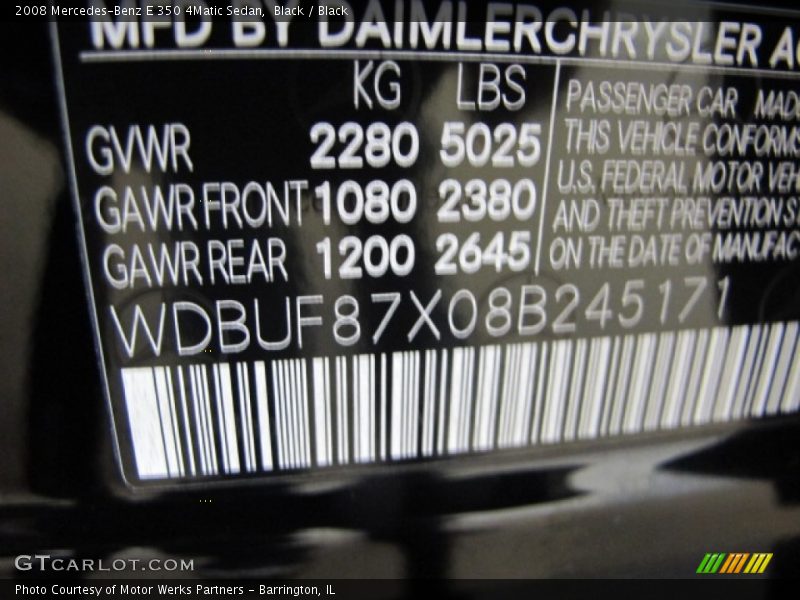 2008 Mercedes-Benz E 350 4Matic Sedan, Black / Black
MFD BY DAIMLERCHRYSLER
KG LBS
GVWR 2280 5025
GAWR FRONT 1080 2380
GAWR REAR 1200 2645
PASSENGER CAR MAD
THIS VEHICLE CONFORMS
U.S. FEDERAL MOTOR VEH
AND THEFT PREVENTION S
ON THE DATE OF MANUFAC
WDBUF87X08B245171
GTCARLOT.COM
Photo Courtesy of Motor Werks Partners - Barrington, IL